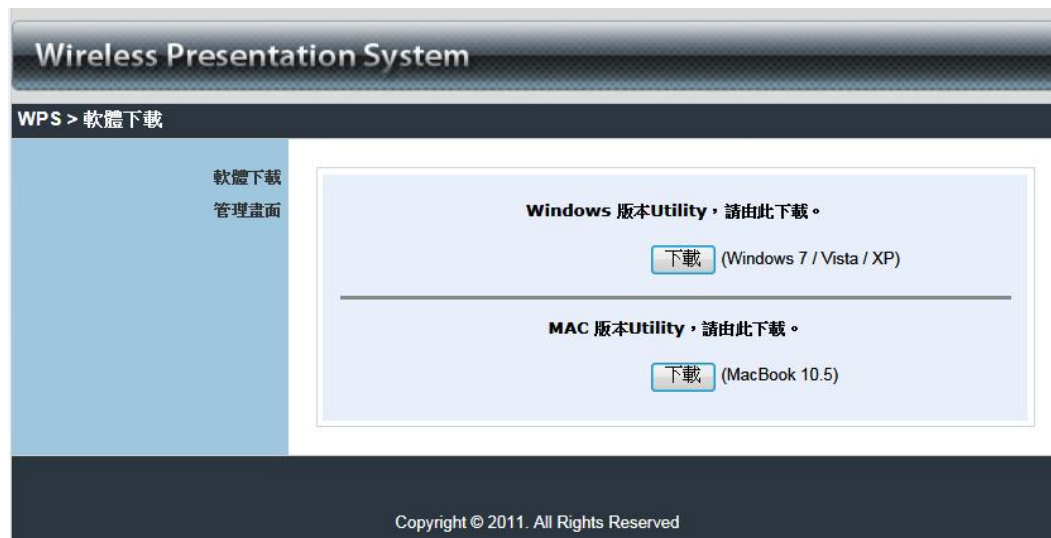 Wireless Presentation System
WPS > 軟體下載
軟體下載
管理畫面
Windows 版本Utility，請由此下載。
下載 (Windows 7 / Vista / XP)
MAC 版本Utility，請由此下載。
下載 (MacBook 10.5)
Copyright © 2011. All Rights Reserved